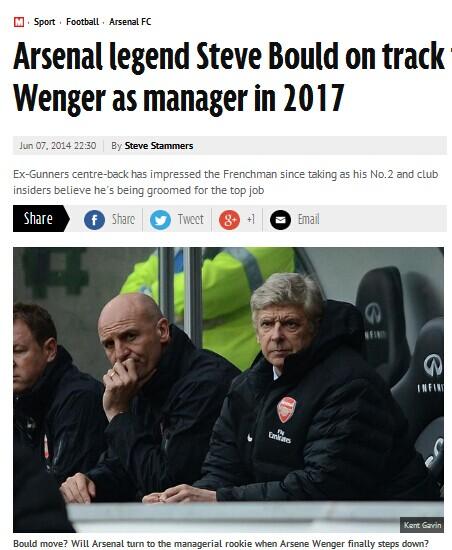 M · Sport · Football · Arsenal FC
Arsenal legend Steve Bould on track
Wenger as manager in 2017
Jun 07, 2014 22:30 By Steve Stammers
Ex-Gunners centre-back has impressed the Frenchman since taking as his No.2 and club
insiders believe he's being groomed for the top job
Share f Share Tweet g+ +1 Email
INFIN
INFIN
Fly
Emirates
Kent Gavin
Bould move? Will Arsenal turn to the managerial rookie when Arsene Wenger finally steps down?